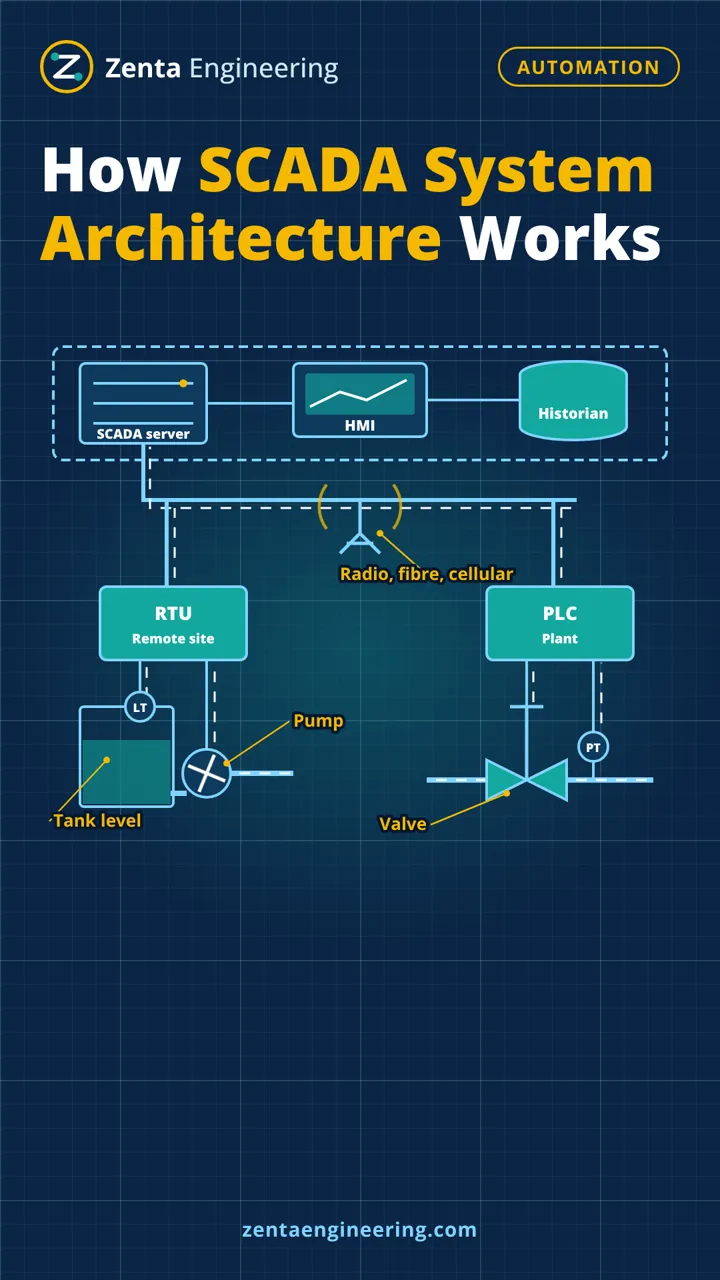 Zenta Engineering
AUTOMATION
How SCADA System
Architecture Works
SCADA server
HMI
Historian
Radio, fibre, cellular
RTU
Remote site
PLC
Plant
LT
Pump
PT
Tank level
Valve
zentaengineering.com